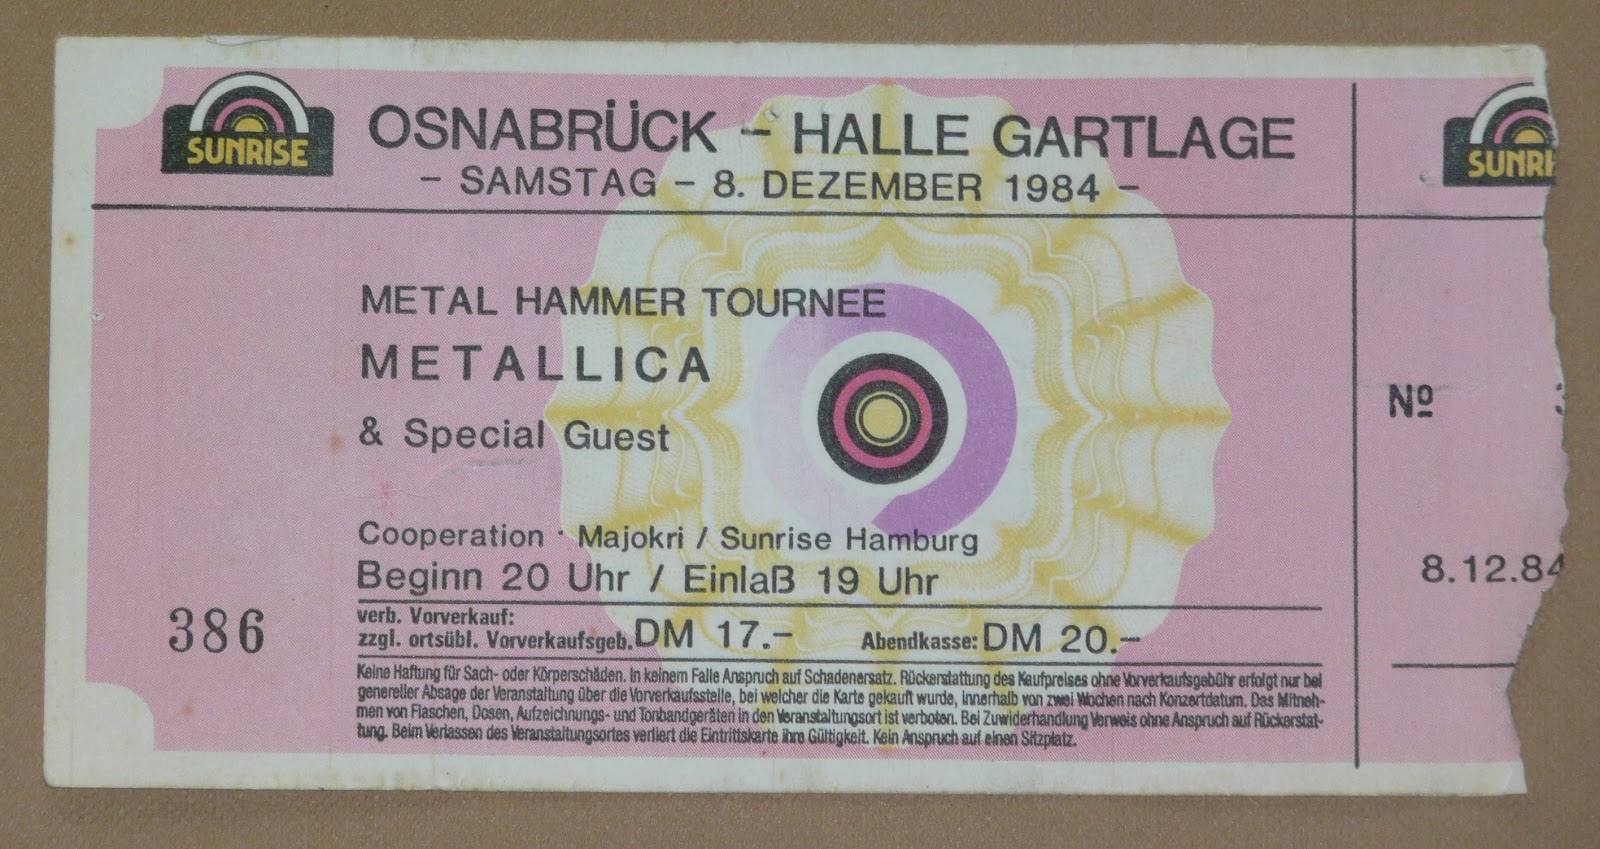 SUNRISE
OSNABRÜCK - HALLE GARTLAGE
- SAMSTAG - 8. DEZEMBER 1984 -
METAL HAMMER TOURNEE
METALLICA
& Special Guest
Cooperation · Majokri / Sunrise Hamburg
Beginn 20 Uhr / Einlaß 19 Uhr
386
verb. Vorverkauf:
zzgl. ortsübl. Vorverkaufsgeb. DM 17.- Abendkasse: DM 20.-
Keine Haftung für Sach- oder Körperschäden. In keinem Falle Anspruch auf Schadenersatz. Rückerstattung des Kaufpreises ohne Vorverkaufsgebühr erfolgt nur bei
genereller Absage der Veranstaltung über die Vorverkaufsstelle, bei welcher die Karte gekauft wurde, innerhalb von zwei Wochen nach Konzertdatum. Das Mitneh-
men von Flaschen, Dosen, Aufzeichnungs- und Tonbandgeräten in den Veranstaltungsort ist verboten. Bei Zuwiderhandlung Verweis ohne Anspruch auf Rückerstat-
tung. Beim Verlassen des Veranstaltungsortes verliert die Eintrittskarte ihre Gültigkeit. Kein Anspruch auf einen Sitzplatz.
SUNRI
Nº
8.12.84